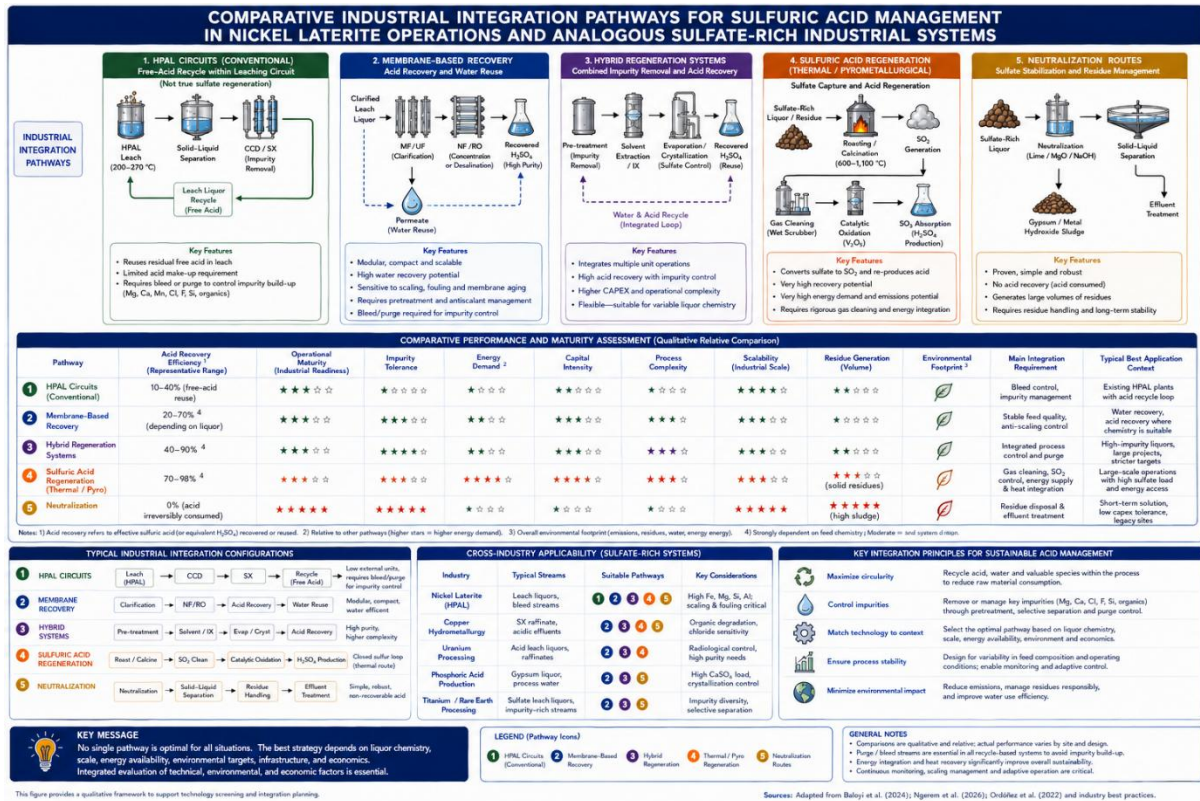 COMPARATIVE INDUSTRIAL INTEGRATION PATHWAYS FOR SULFURIC ACID MANAGEMENT
IN NICKEL LATERITE OPERATIONS AND ANALOGOUS SULFATE-RICH INDUSTRIAL SYSTEMS
INDUSTRIAL
INTEGRATION
PATHWAYS
1. HPAL CIRCUITS (CONVENTIONAL)
Free-Acid Recycle within Leaching Circuit
(Not true sulfate regeneration)
HPAL
Leach
(200–270 °C)
Solid-Liquid
Separation
CCD / SX
(Impurity
Removal)
Leach Liquor
Recycle
(Free Acid)
Key Features
• Reuses residual free acid in leach
• Limited acid make-up requirement
• Requires bleed or purge to control impurity build-up
(Mg, Ca, Mn, Cl, F, Si, organics)
2. MEMBRANE-BASED RECOVERY
Acid Recovery and Water Reuse
Clarified
Leach
Liquor
MF/UF
(Clarification)
NF/RO
(Concentration
or Desalination)
Recovered
H₂SO₄
(High Purity)
Permeate
(Water Reuse)
Key Features
• Modular, compact and scalable
• High water recovery potential
• Sensitive to scaling, fouling and membrane aging
• Requires pretreatment and antiscalant management
• Bleed/purge required for impurity control
3. HYBRID REGENERATION SYSTEMS
Combined Impurity Removal and Acid Recovery
Pre-treatment
(Impurity
Removal)
Solvent
Extraction
/ IX
Evaporation/
Crystallization
(Sulfate Control)
Recovered
H₂SO₄
(Reuse)
Water & Acid Recycle
(Integrated Loop)
Key Features
• Integrates multiple unit operations
• High acid recovery with impurity control
• Higher CAPEX and operational complexity
• Flexible—suitable for variable liquor chemistry
4. SULFURIC ACID REGENERATION
(THERMAL / PYROMETALLURGICAL)
Sulfate Capture and Acid Regeneration
Sulfate-Rich
Liquor / Residue
Roasting /
Calcination
(600–1,100 °C)
SO₂
Generation
Gas Cleaning
(Wet Scrubber)
Catalytic
Oxidation
(V₂O₅)
SO₃ Absorption
(H₂SO₄
Production)
Key Features
• Converts sulfate to SO₂ and re-produces acid
• Very high recovery potential
• Very high energy demand and emissions potential
• Requires rigorous gas cleaning and energy integration
5. NEUTRALIZATION ROUTES
Sulfate Stabilization and Residue Management
Sulfate-Rich
Liquor
Neutralization
(Lime / MgO / NaOH)
Solid-Liquid
Separation
Gypsum / Metal
Hydroxide Sludge
Effluent
Treatment
Key Features
• Proven, simple and robust
• No acid recovery (acid consumed)
• Generates large volumes of residues
• Requires residue handling and long-term stability
COMPARATIVE PERFORMANCE AND MATURITY ASSESSMENT (Qualitative Relative Comparison)
Pathway
Acid Recovery
Efficiency ¹
(Representative Range)
Operational
Maturity
(Industrial Readiness)
Impurity
Tolerance
Energy
Demand ²
Capital
Intensity
Process
Complexity
Scalability
(Industrial Scale)
Residue Generation
(Volume)
Environmental
Footprint ³
Main Integration
Requirement
Typical Best Application
Context
1 HPAL Circuits
(Conventional)
10–40% (free-acid
reuse)
Bleed control,
impurity management
Existing HPAL plants
with acid recycle loop
2 Membrane-Based
Recovery
20–70% ⁴
(depending on liquor)
Stable feed quality,
anti-scaling control
Water recovery,
acid recovery where
chemistry is suitable
3 Hybrid Regeneration
Systems
40–90% ⁴
Integrated process
control and purge
High-impurity liquors,
large projects,
stricter targets
4 Sulfuric Acid
Regeneration
(Thermal / Pyro)
70–98% ⁴
(solid residues)
Gas cleaning, SO₂
control, energy supply
& heat integration
Large-scale operations
with high sulfate load
and energy access
5 Neutralization
0% (acid
irreversibly consumed)
(high sludge)
Residue disposal &
effluent treatment
Short-term solution,
low capex tolerance,
legacy sites
Notes: 1) Acid recovery refers to effective sulfuric acid (or equivalent H₂SO₄) recovered or reused. 2) Relative to other pathways (higher stars = higher energy demand). 3) Overall environmental footprint (emissions, residues, water, energy). 4) Strongly dependent on feed chemistry; Moderate = and system
TYPICAL INDUSTRIAL INTEGRATION CONFIGURATIONS
1 HPAL CIRCUITS
Leach
(HPAL)
CCD
SX
Recycle
(Free Acid)
Low external units,
requires bleed/purge
for impurity control
2 MEMBRANE
RECOVERY
Clarification
NF/RO
Acid Recovery
Water Reuse
Modular, compact,
water efficent
3 HYBRID
SYSTEMS
Pre-treatment
Solvent / IX
Evap / Cryst
Acid Recovery
High purity,
higher complexity
4 SULFURIC ACID
REGENERATION
Roast / Calcine
SO₂ Clean
Catalytic Oxidation
H₂SO₄ Production
Closed sulfur loop
(thermal route)
5 NEUTRALIZATION
Neutralization
Solid-Liquid
Separation
Residue
Handling
Effluent
Treatment
Simple, robust,
non-recoverable acid
CROSS-INDUSTRY APPLICABILITY (SULFATE-RICH SYSTEMS)
Industry
Typical Streams
Suitable Pathways
Key Considerations
Nickel Laterite
(HPAL)
Leach liquors,
bleed streams
1 2 3 4 5
High Fe, Mg, Si, Al;
scaling & fouling critical
Copper
Hydrometallurgy
SX raffinate,
acidic effluents
2 3 4 5
Organic degradation,
chloride sensitivity
Uranium
Processing
Acid leach liquors,
raffinates
2 3 4
Radiological control,
high purity needs
Phosphoric Acid
Production
Gypsum liquor,
process water
2 3 5
High CaSO₄ load,
crystallization control
Titanium / Rare Earth
Processing
Sulfate leach liquors,
impurity-rich streams
2 3 5
Impurity diversity,
selective separation
KEY INTEGRATION PRINCIPLES FOR SUSTAINABLE ACID MANAGEMENT
Maximize circularity
Recycle acid, water and valuable species within the process
to reduce raw material consumption.
Control impurities
Remove or manage key impurities (Mg, Ca, Cl, F, Si, organics)
through pretreatment, selective separation and purge control.
Match technology to context
Select the optimal pathway based on liquor chemistry,
scale, energy availability, environment and economics.
Ensure process stability
Design for variability in feed composition and operating
conditions; enable monitoring and adaptive control.
Minimize environmental impact
Reduce emissions, manage residues responsibly,
and improve water use efficiency.
KEY MESSAGE
No single pathway is optimal for all situations. The best strategy depends on liquor chemistry,
scale, energy availability, environmental targets, infrastructure, and economics.
Integrated evaluation of technical, environmental, and economic factors is essential.
LEGEND (Pathway Icons)
1 HPAL Circuits
(Conventional)
2 Membrane-Based
Recovery
3 Hybrid
Regeneration
4 Thermal / Pyro
Regeneration
5 Neutralization
Routes
GENERAL NOTES
• Comparisons are qualitative and relative; actual performance varies by site and design.
• Purge / bleed streams are essential in all recycle-based systems to avoid impurity build-up.
• Energy integration and heat recovery significantly improve overall sustainability.
• Continuous monitoring, scaling management and adaptive operation are critical.
This figure provides a qualitative framework to support technology screening and integration planning.
Sources: Adapted from Baloyi et al. (2024); Ngerem et al. (2026); Ordóñez et al. (2022) and industry best practices.